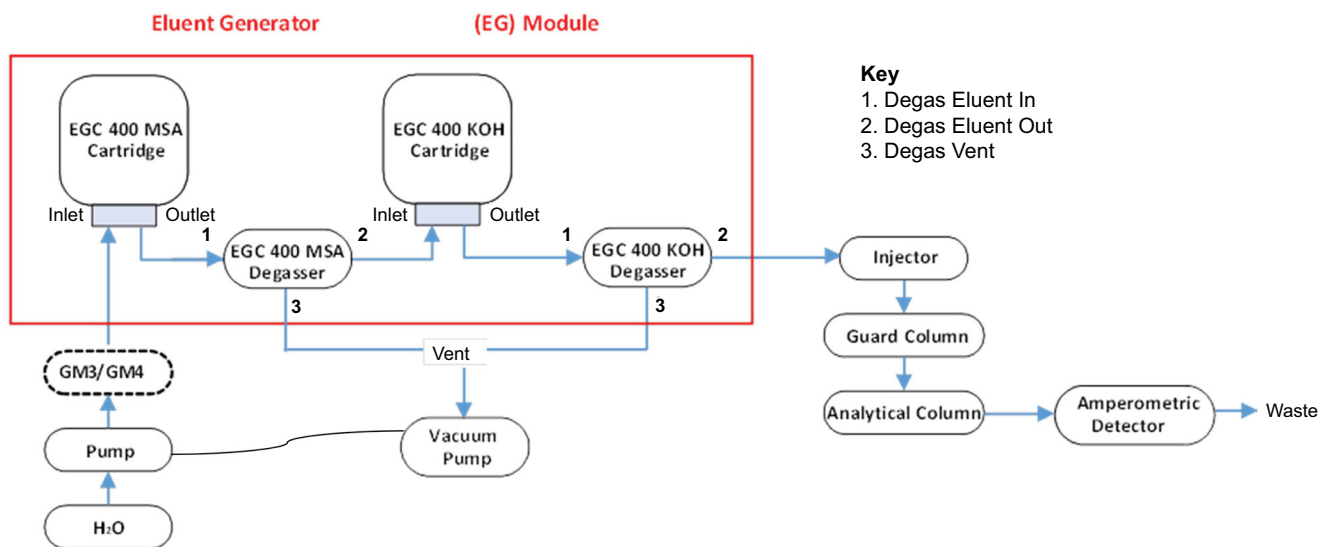 Eluent Generator (EG) Module
Key
1. Degas Eluent In
2. Degas Eluent Out
3. Degas Vent
EGC 400 MSA
Cartridge
Inlet
Outlet
1
EGC 400 MSA
Degasser
2
3
EGC 400 KOH
Cartridge
Inlet
Outlet
1
EGC 400 KOH
Degasser
2
3
Injector
Guard Column
Analytical Column
Amperometric
Detector
Waste
Vent
Vacuum
Pump
GM3/GM4
Pump
H₂O